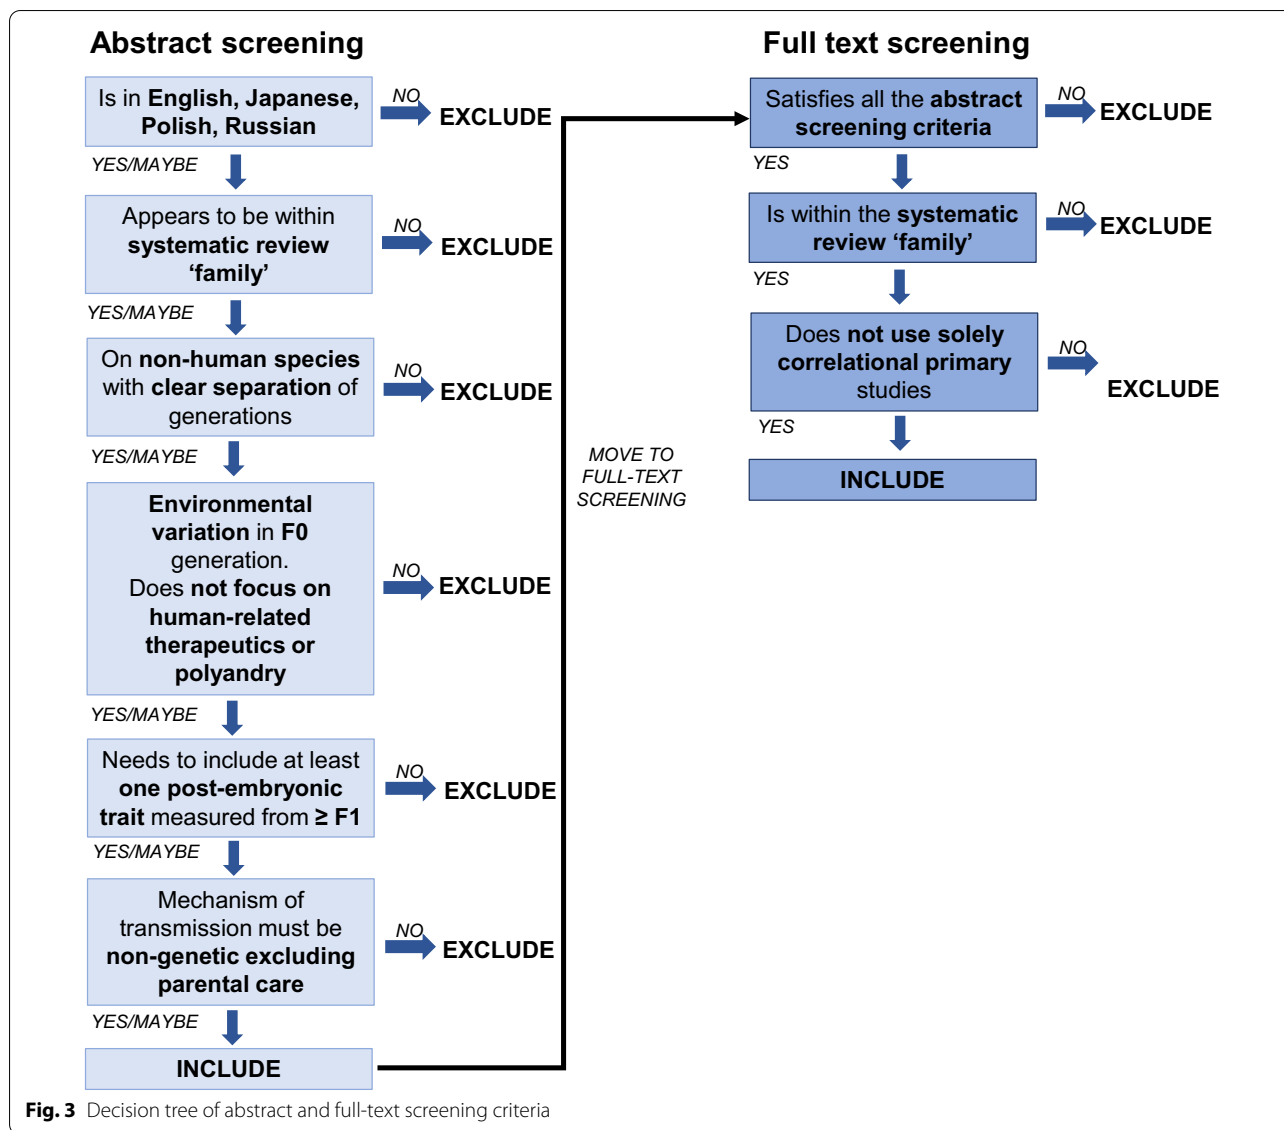 Abstract screening
Is in English, Japanese,
Polish, Russian
NO
EXCLUDE
YES/MAYBE
Appears to be within
systematic review
‘family’
NO
EXCLUDE
YES/MAYBE
On non-human species
with clear separation of
generations
NO
EXCLUDE
YES/MAYBE
Environmental
variation in F0
generation.
Does not focus on
human-related
therapeutics or
polyandry
NO
EXCLUDE
YES/MAYBE
Needs to include at least
one post-embryonic
trait measured from ≥ F1
NO
EXCLUDE
YES/MAYBE
Mechanism of
transmission must be
non-genetic excluding
parental care
NO
EXCLUDE
YES/MAYBE
INCLUDE
MOVE TO
FULL-TEXT
SCREENING
Full text screening
Satisfies all the abstract
screening criteria
NO
EXCLUDE
YES
Is within the systematic
review ‘family’
NO
EXCLUDE
YES
Does not use solely
correlational primary
studies
NO
EXCLUDE
YES
INCLUDE
Fig. 3 Decision tree of abstract and full-text screening criteria